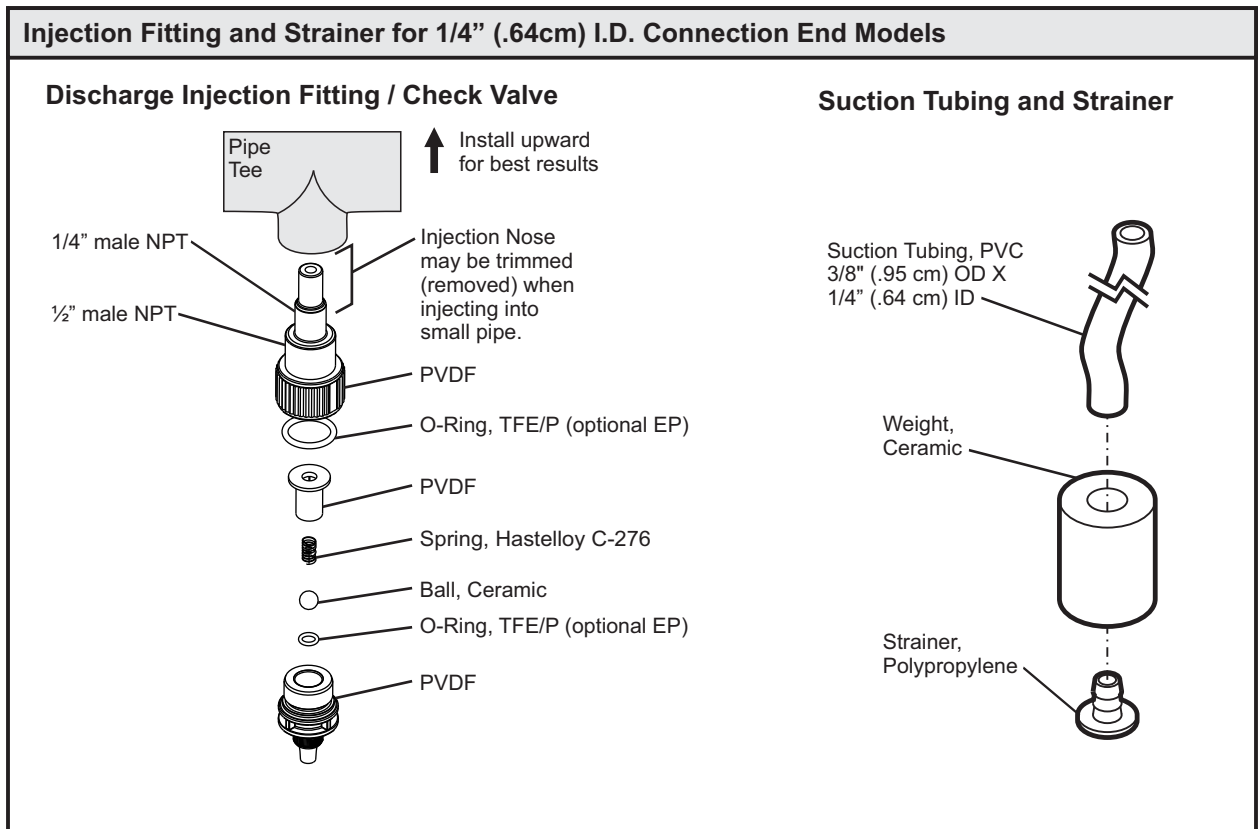 Injection Fitting and Strainer for 1/4” (.64cm) I.D. Connection End Models
Discharge Injection Fitting / Check Valve
Pipe
Tee
Install upward
for best results
1/4” male NPT
½” male NPT
Injection Nose
may be trimmed
(removed) when
injecting into
small pipe.
PVDF
O-Ring, TFE/P (optional EP)
PVDF
Spring, Hastelloy C-276
Ball, Ceramic
O-Ring, TFE/P (optional EP)
PVDF
Suction Tubing and Strainer
Suction Tubing, PVC
3/8" (.95 cm) OD X
1/4” (.64 cm) ID
Weight,
Ceramic
Strainer,
Polypropylene